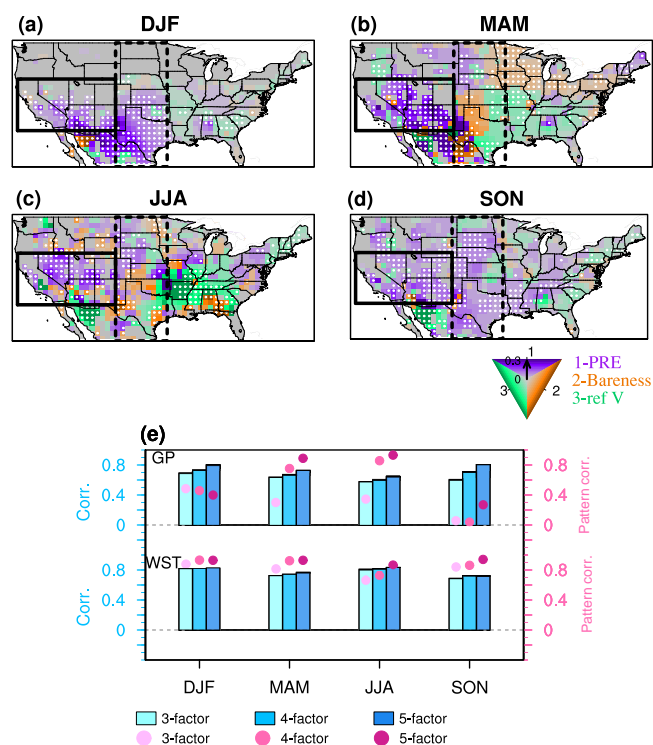 (a) DJF
(b) MAM
(c) JJA
(d) SON
1
0.3
0
3 2
1-PRE
2-Bareness
3-ref V
(e)
GP
0.8 0.8
0.4 0.4
0 0
Corr. Pattern corr.
WST
0.8 0.8
0.4 0.4
0 0
Corr. Pattern corr.
DJF MAM JJA SON
3-factor 4-factor 5-factor
3-factor 4-factor 5-factor